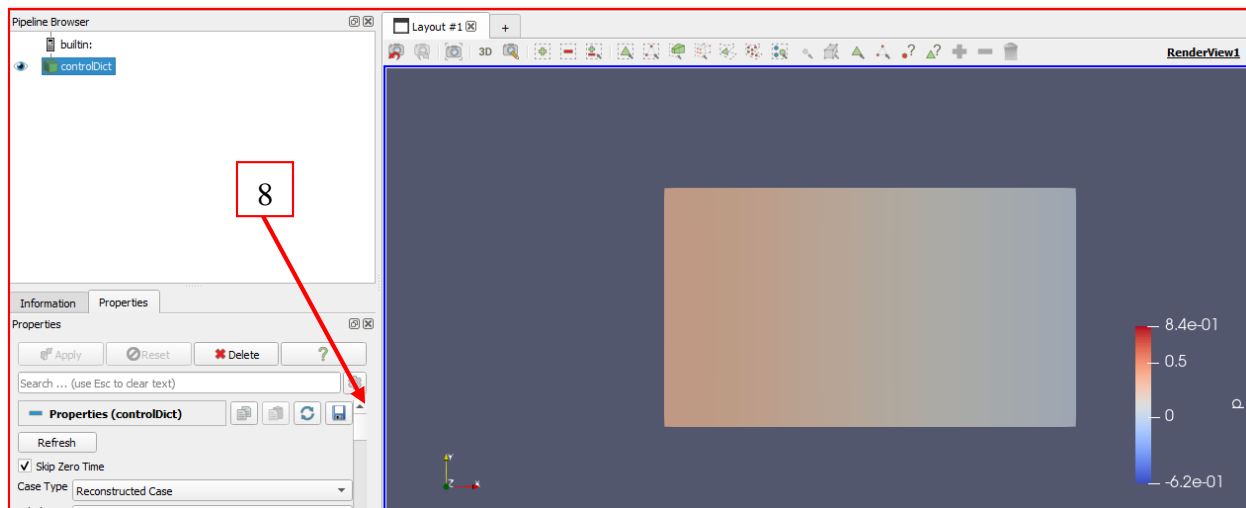 Pipeline Browser
builtin:
controlDict
8
Information Properties
Properties
Apply Reset Delete ?
Search ... (use Esc to clear text)
Properties (controlDict)
Refresh
Skip Zero Time
Case Type Reconstructed Case
Layout #1 +
3D
RenderView1
8.4e-01
0.5
0
-6.2e-01
p
Y
Z X